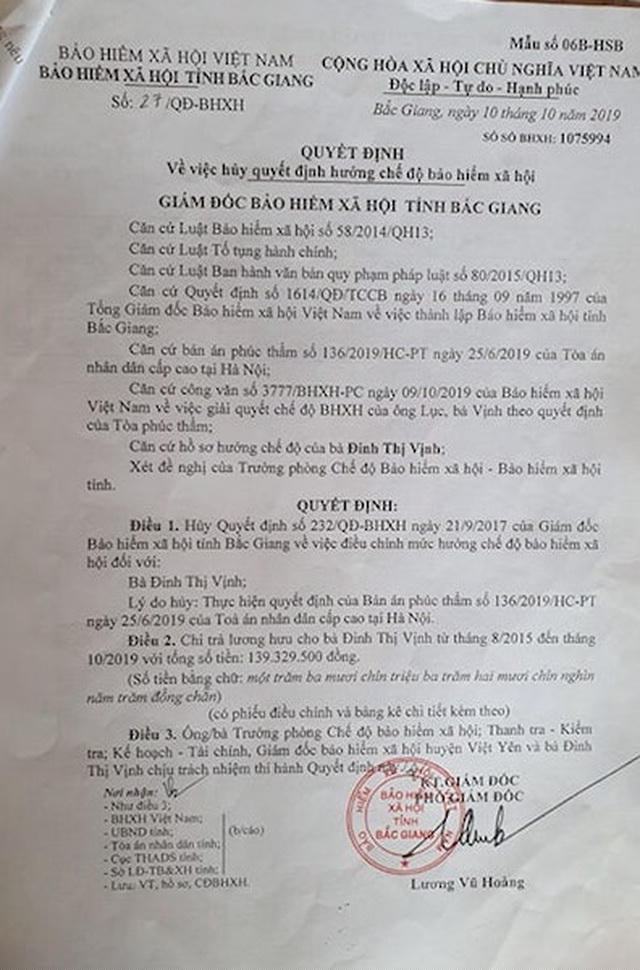 Mẫu số 06B-HSB
BẢO HIỂM XÃ HỘI VIỆT NAM
BẢO HIỂM XÃ HỘI TỈNH BẮC GIANG
Số: 27/QĐ-BHXH
CỘNG HÒA XÃ HỘI CHỦ NGHĨA VIỆT NAM
Độc lập - Tự do - Hạnh phúc
Bắc Giang, ngày 10 tháng 10 năm 2019
SỐ SỔ BHXH: 1075994
QUYẾT ĐỊNH
Về việc hủy quyết định hưởng chế độ bảo hiểm xã hội
GIÁM ĐỐC BẢO HIỂM XÃ HỘI TỈNH BẮC GIANG
Căn cứ Luật Bảo hiểm xã hội số 58/2014/QH13;
Căn cứ Luật Tố tụng hành chính;
Căn cứ Luật Ban hành văn bản quy phạm pháp luật số 80/2015/QH13;
Căn cứ Quyết định số 1614/QĐ/TCCB ngày 16 tháng 09 năm 1997 của
Tổng Giám đốc Bảo hiểm xã hội Việt Nam về việc thành lập Bảo hiểm xã hội tỉnh
Bắc Giang;
Căn cứ bản án phúc thẩm số 136/2019/HC-PT ngày 25/6/2019 của Tòa án
nhân dân cấp cao tại Hà Nội;
Căn cứ công văn số 3777/BHXH-PC ngày 09/10/2019 của Bảo hiểm xã hội
Việt Nam về việc giải quyết chế độ BHXH của ông Lục, bà Vịnh theo quyết định
của Tòa phúc thẩm;
Căn cứ hồ sơ hưởng chế độ của bà Đinh Thị Vịnh;
Xét đề nghị của Trưởng phòng Chế độ Bảo hiểm xã hội - Bảo hiểm xã hội
tỉnh.
QUYẾT ĐỊNH:
Điều 1. Hủy Quyết định số 232/QĐ-BHXH ngày 21/9/2017 của Giám đốc
Bảo hiểm xã hội tỉnh Bắc Giang về việc điều chỉnh mức hưởng chế độ bảo hiểm xã
hội đối với:
Bà Đinh Thị Vịnh;
Lý do hủy: Thực hiện quyết định của Bản án phúc thẩm số 136/2019/HC-PT
ngày 25/6/2019 của Toà án nhân dân cấp cao tại Hà Nội.
Điều 2. Chi trả lương hưu cho bà Đinh Thị Vịnh từ tháng 8/2015 đến tháng
10/2019 với tổng số tiền: 139.329.500 đồng.
(Số tiền bằng chữ: một trăm ba mươi chín triệu ba trăm hai mươi chín nghìn
năm trăm đồng chẵn)
(có phiếu điều chỉnh và bảng kê chi tiết kèm theo)
Điều 3. Ông/bà Trưởng phòng Chế độ bảo hiểm xã hội; Thanh tra - Kiểm
tra; Kế hoạch - Tài chính, Giám đốc bảo hiểm xã hội huyện Việt Yên và bà Đinh
Thị Vịnh chịu trách nhiệm thi hành Quyết định này
Nơi nhận:
- Như điều 3;
- BHXH Việt Nam;
- UBND tỉnh;
- Tòa án nhân dân tỉnh;
- Cục THADS tỉnh;
- Sở LĐ-TB&XH tỉnh;
- Lưu: VT, hồ sơ, CĐBHXH.
(b/cáo)
KT.GIÁM ĐỐC
PHÓ GIÁM ĐỐC
BẢO HIỂM
XÃ HỘI
TỈNH
BẮC GIANG
Lương Vũ Hoàng